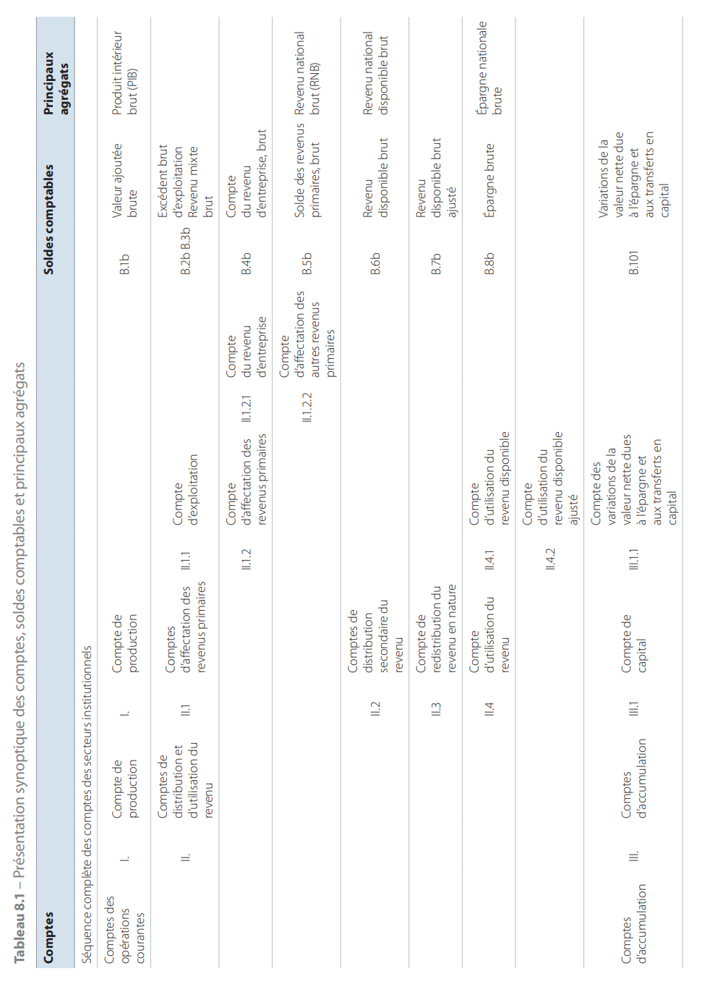 Tableau 8.1 – Présentation synoptique des comptes, soldes comptables et principaux agrégats
Comptes
Soldes comptables
Principaux
agrégats
Séquence complète des comptes des secteurs institutionnels
Comptes des
opérations
courantes
I.
Compte de
production
I.
Compte de
production
B.1b
Valeur ajoutée
brute
Produit intérieur
brut (PIB)
II.
Comptes de
distribution et
d'utilisation du
revenu
II.1
Comptes
d'affectation des
revenus primaires
II.1.1
Compte
d'exploitation
B.2b B.3b
Excédent brut
d'exploitation
Revenu mixte
brut
II.1.2
Compte
d'affectation des
revenus primaires
II.1.2.1
Compte
du revenu
d'entreprise
B.4b
Compte
du revenu
d'entreprise, brut
II.1.2.2
Compte
d'affectation des
autres revenus
primaires
B.5b
Solde des revenus
primaires, brut
Revenu national
brut (RNB)
II.2
Comptes de
distribution
secondaire du
revenu
B.6b
Revenu
disponible brut
Revenu national
disponible brut
II.3
Compte de
redistribution du
revenu en nature
B.7b
Revenu
disponible brut
ajusté
II.4
Compte
d'utilisation du
revenu
II.4.1
Compte
d'utilisation du
revenu disponible
B.8b
Épargne brute
Épargne nationale
brute
II.4.2
Compte
d'utilisation du
revenu disponible
ajusté
Comptes
d'accumulation
III.
Comptes
d'accumulation
III.1
Compte de
capital
III.1.1
Compte des
variations de la
valeur nette dues
à l'épargne et
aux transferts en
capital
B.101
Variations de la
valeur nette due
à l'épargne et
aux transferts en
capital